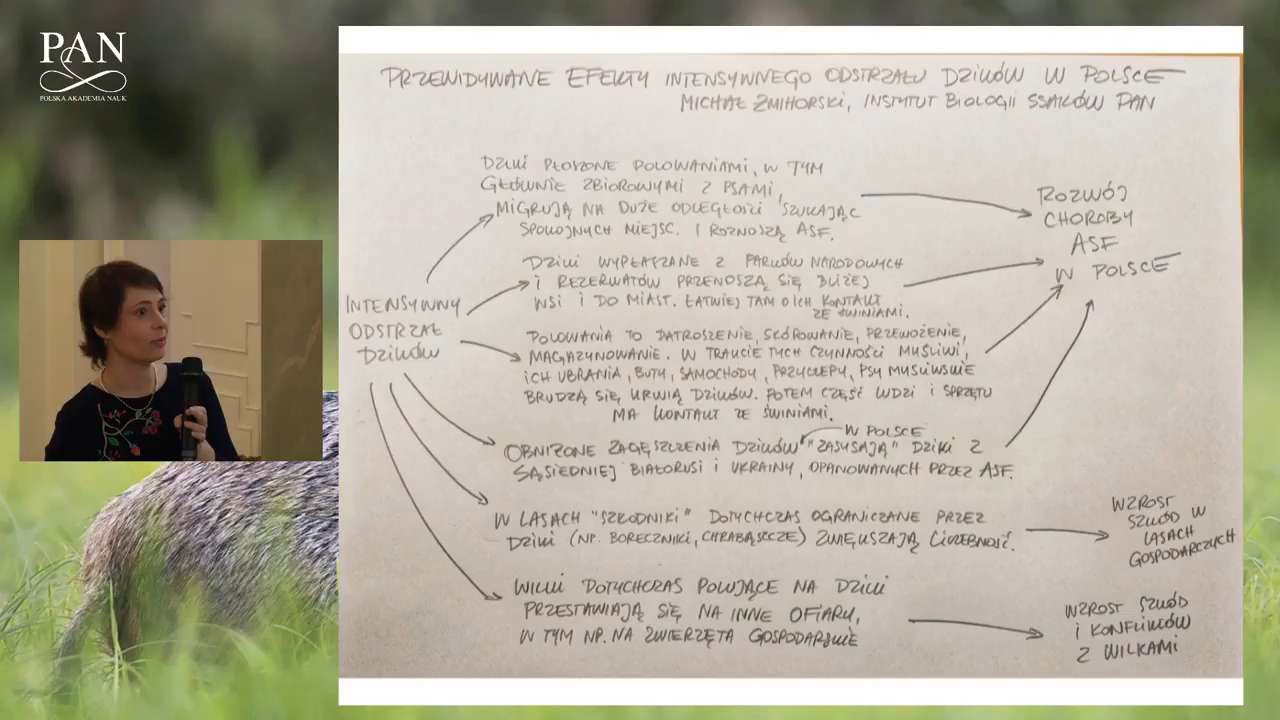 PAN
POLSKA AKADEMIA NAUK
PRZEWIDYWANE EFEKTY INTENSYWNEGO ODSTRZAŁU DZIKÓW W POLSCE
MICHAŁ ŻMIHORSKI, INSTYTUT BIOLOGII SSAKÓW PAN
INTENSYWNY
ODSTRZAŁ
DZIKÓW
DZIKI PŁOSZONE POLOWANIAMI, W TYM
GŁÓWNIE ZBIOROWYMI Z PSAMI,
MIGRUJĄ NA DUŻE ODLEGŁOŚCI SZUKAJĄC
SPOKOJNYCH MIEJSC. I ROZNOSZĄ ASF.
DZIKI WYPŁASZANE Z PARKÓW NARODOWYCH
I REZERWATÓW PRZENOSZĄ SIĘ BLIŻEJ
WSI I DO MIAST. ŁATWIEJ TAM O ICH KONTAKT
ZE ŚWINIAMI.
POLOWANIA TO PATROSZENIE, SKÓROWANIE, PRZEWOŻENIE,
MAGAZYNOWANIE. W TRAKCIE TYCH CZYNNOŚCI MYŚLIWI,
ICH UBRANIA, BUTY, SAMOCHODY, PRZYCZEPY, PSY MYŚLIWSKIE
BRUDZĄ SIĘ KRWIĄ DZIKÓW. POTEM CZĘŚĆ LUDZI I SPRZĘTU
MA KONTAKT ZE ŚWINIAMI.
ROZWÓJ
CHOROBY
ASF
W POLSCE
W POLSCE
OBNIŻONE ZAGĘSZCZENIA DZIKÓW "ZASYSAJĄ" DZIKI Z
SĄSIEDNIEJ BIAŁORUSI I UKRAINY, OPANOWANYCH PRZEZ ASF.
W LASACH "SZKODNIKI" DOTYCHCZAS OGRANICZANE PRZEZ
DZIKI (NP. BORECZNIKI, CHRABĄSZCZE) ZWIĘKSZAJĄ LICZEBNOŚĆ.
WZROST
SZKÓD W
LASACH
GOSPODARCZYCH
WILKI DOTYCHCZAS POLUJĄCE NA DZIKI
PRZESTAWIAJĄ SIĘ NA INNE OFIARY,
W TYM NP. NA ZWIERZĘTA GOSPODARSKIE
WZROST SZKÓD
I KONFLIKTÓW
Z WILKAMI